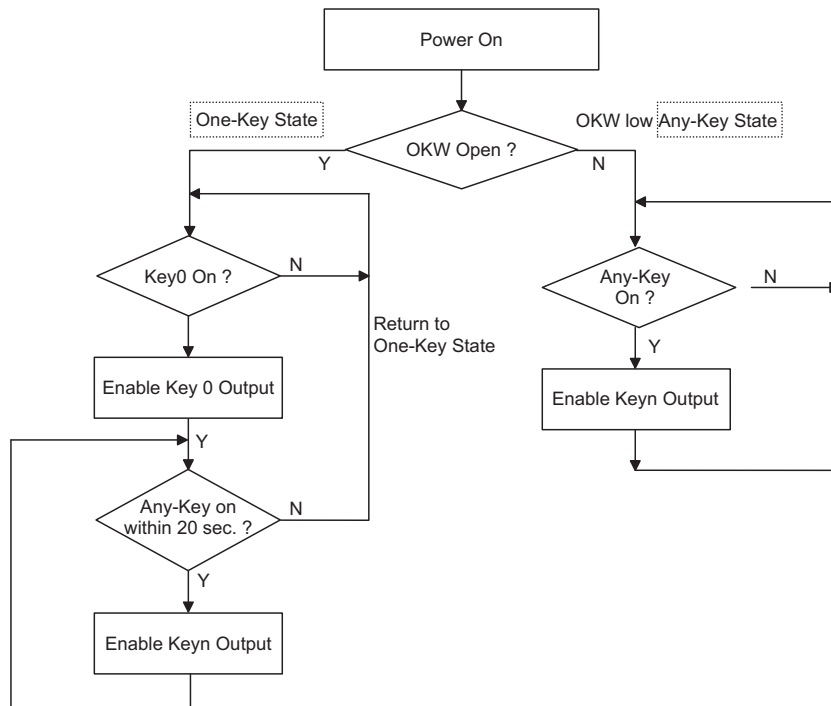 Power On
One-Key State
OKW low Any-Key State
OKW Open ?
Y
N
Key0 On ?
N
Any-Key
On ?
N
Return to
One-Key State
Y
Enable Key 0 Output
Enable Keyn Output
Y
Any-Key on
within 20 sec. ?
N
Y
Enable Keyn Output